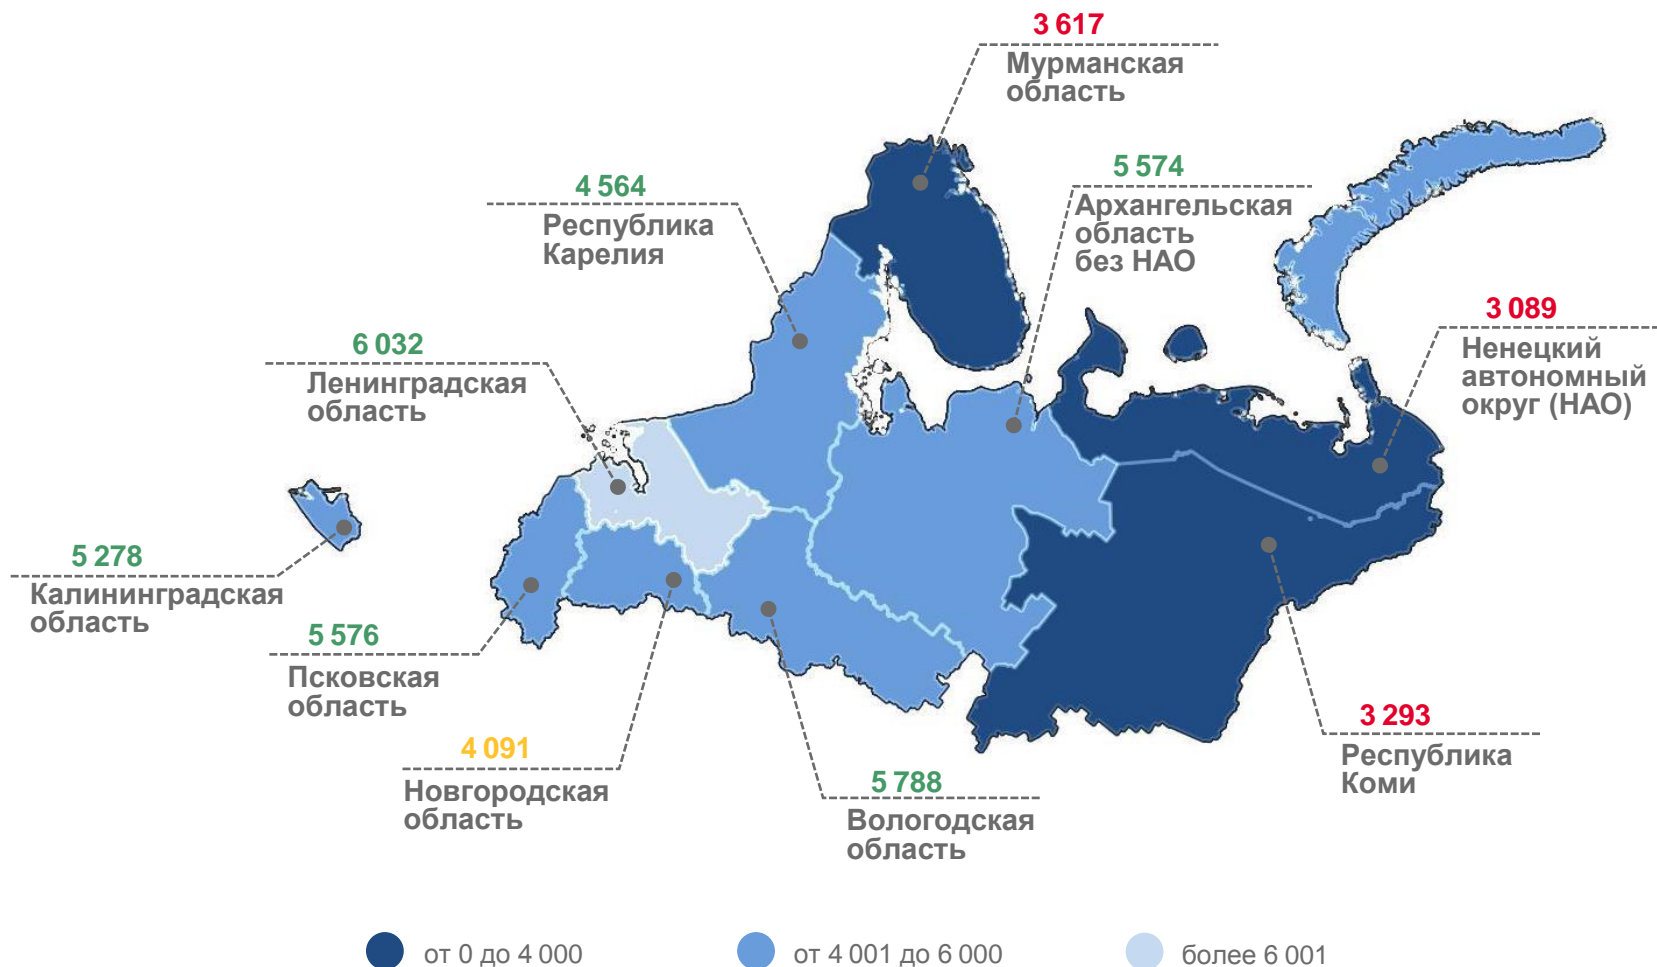 3 617
Мурманская
область
5 574
Архангельская
область
без НАО
4 564
Республика
Карелия
3 089
Ненецкий
автономный
округ (НАО)
6 032
Ленинградская
область
5 278
Калининградская
область
5 576
Псковская
область
4 091
Новгородская
область
5 788
Вологодская
область
3 293
Республика
Коми
от 0 до 4 000
от 4 001 до 6 000
более 6 001